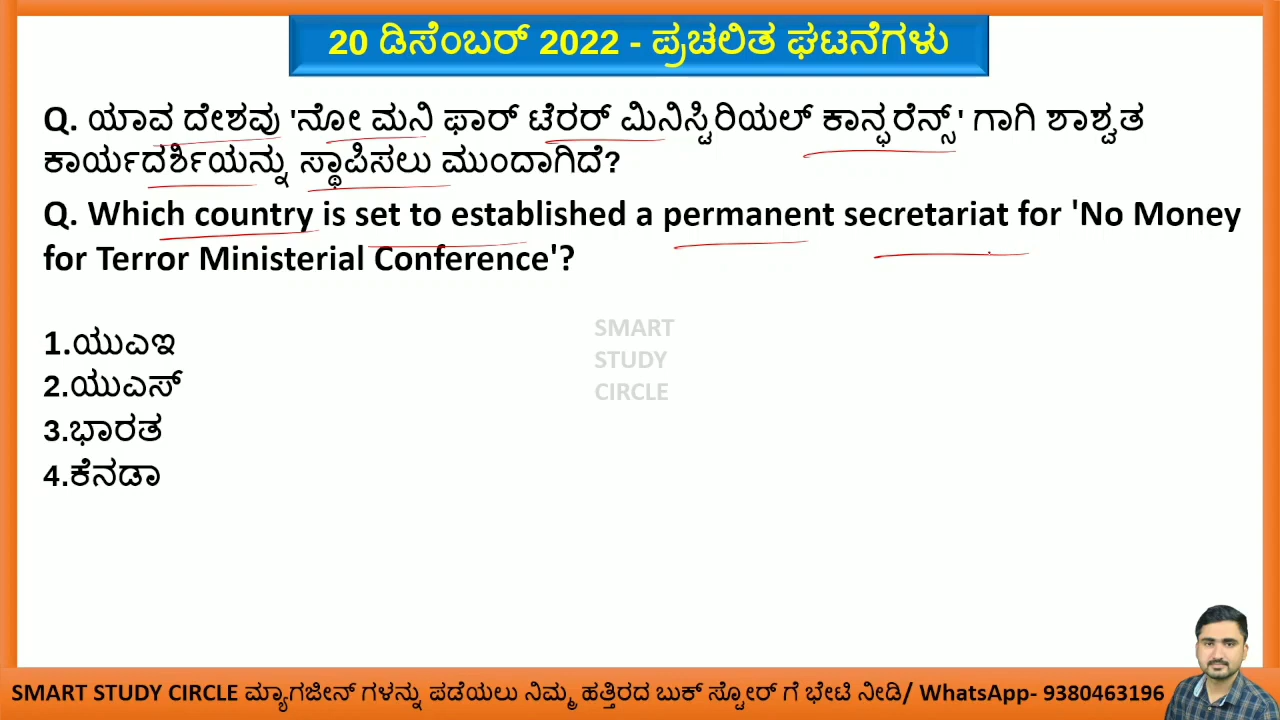 20 ಡಿಸೆಂಬರ್ 2022 - ಪ್ರಚಲಿತ ಘಟನೆಗಳು
Q. ಯಾವ ದೇಶವು 'ನೋ ಮನಿ ಫಾರ್ ಟೆರರ್ ಮಿನಿಸ್ಟಿರಿಯಲ್ ಕಾನ್ಫರೆನ್ಸ್' ಗಾಗಿ ಶಾಶ್ವತ
ಕಾರ್ಯದರ್ಶಿಯನ್ನು ಸ್ಥಾಪಿಸಲು ಮುಂದಾಗಿದೆ?
Q. Which country is set to established a permanent secretariat for 'No Money
for Terror Ministerial Conference'?
1.ಯುಎಇ
2.ಯುಎಸ್
3.ಭಾರತ
4.ಕೆನಡಾ
SMART
STUDY
CIRCLE
SMART STUDY CIRCLE ಮ್ಯಾಗಜೀನ್ ಗಳನ್ನು ಪಡೆಯಲು ನಿಮ್ಮ ಹತ್ತಿರದ ಬುಕ್ ಸ್ಟೋರ್ ಗೆ ಭೇಟಿ ನೀಡಿ/ WhatsApp- 9380463196